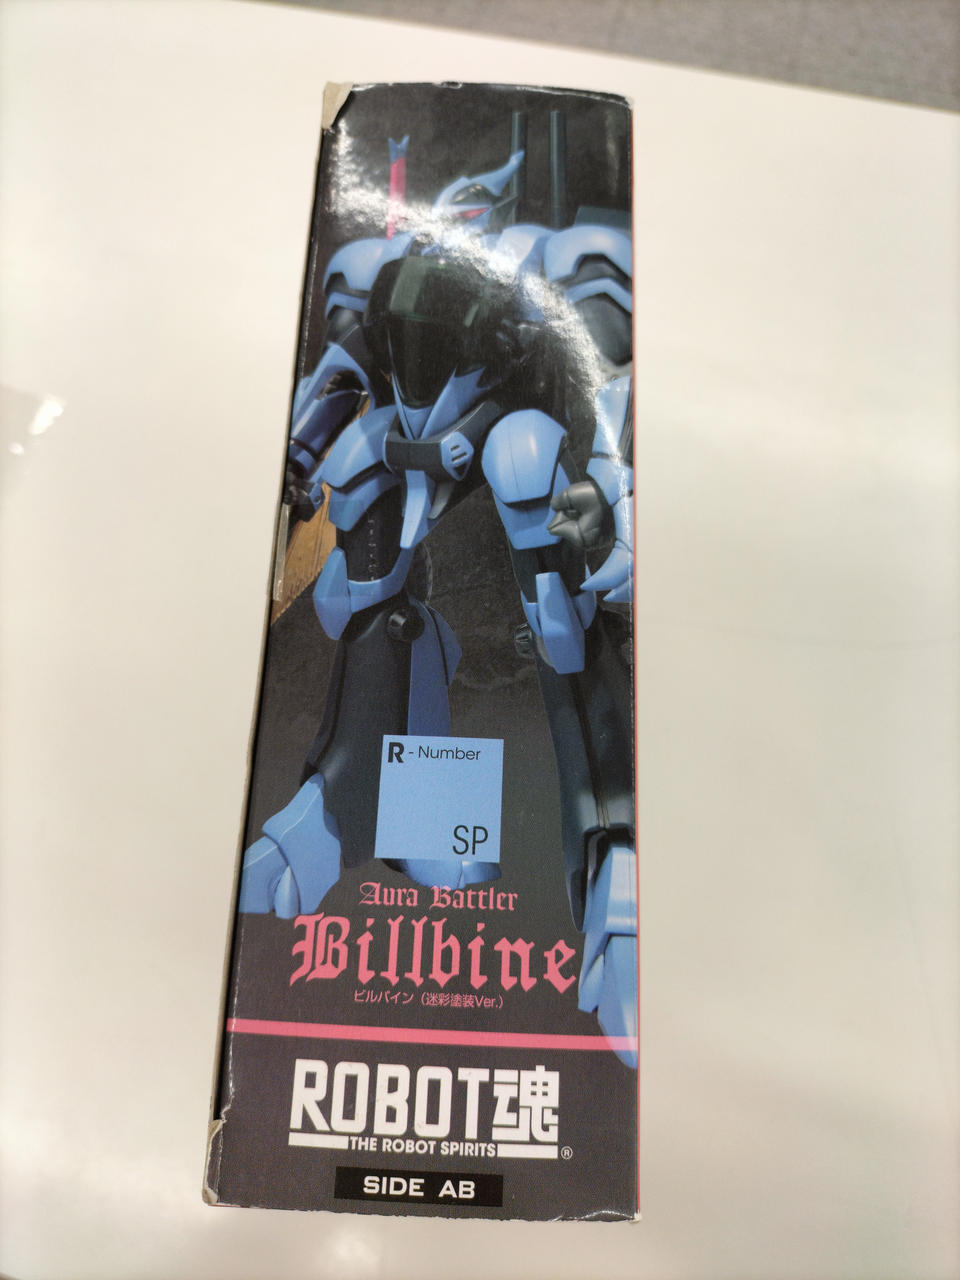 R - Number
SP
Aura Battler
Billbine
ビルバイン (迷彩塗装Ver.)
ROBOT魂
THE ROBOT SPIRITS ®
SIDE AB